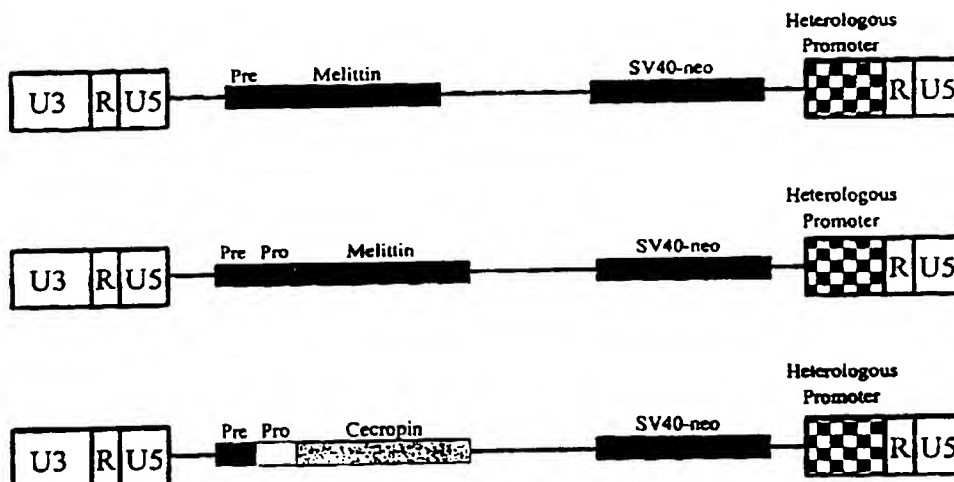 Heterologous
Promoter
Pre Melittin SV40-neo
U3 R U5 R U5
Heterologous
Promoter
Pre Pro Melittin SV40-neo
U3 R U5 R U5
Heterologous
Promoter
Pre Pro Cecropin SV40-neo
U3 R U5 R U5